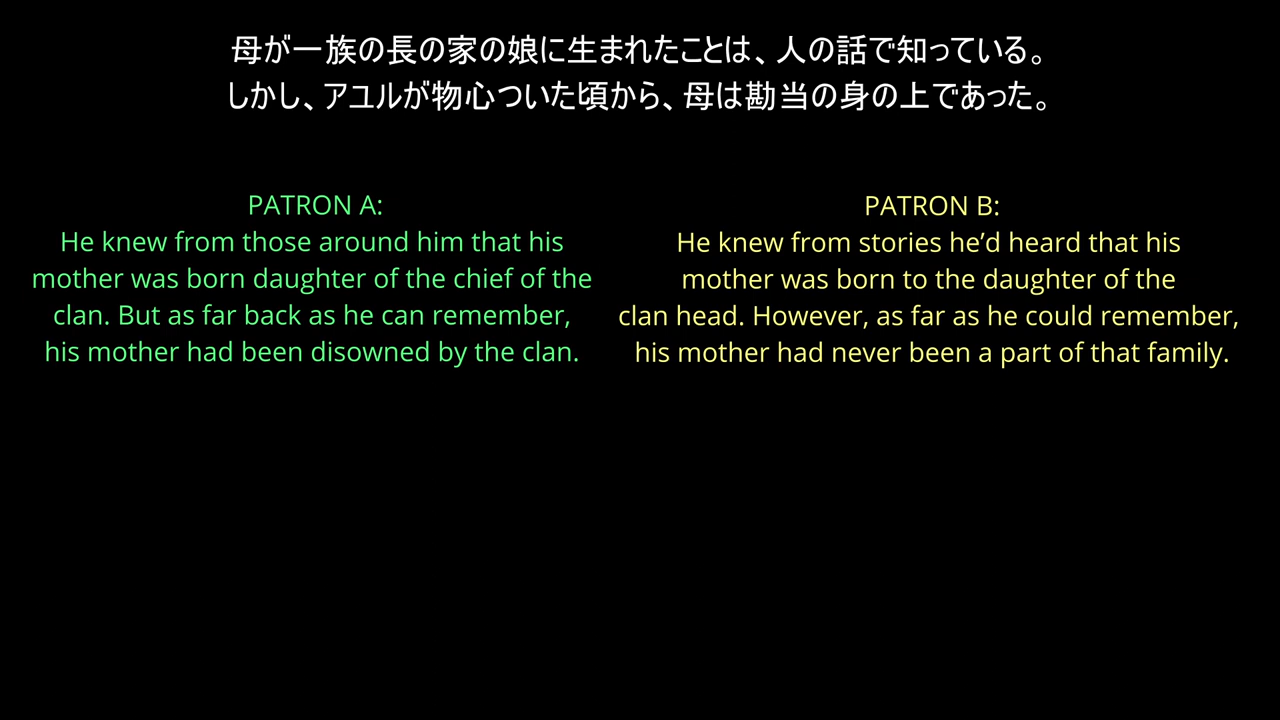 母が一族の長の家の娘に生まれたことは、人の話で知っている。
しかし、アユルが物心ついた頃から、母は勘当の身の上であった。
PATRON A:
He knew from those around him that his
mother was born daughter of the chief of the
clan. But as far back as he can remember,
his mother had been disowned by the clan.
PATRON B:
He knew from stories he’d heard that his
mother was born to the daughter of the
clan head. However, as far as he could remember,
his mother had never been a part of that family.